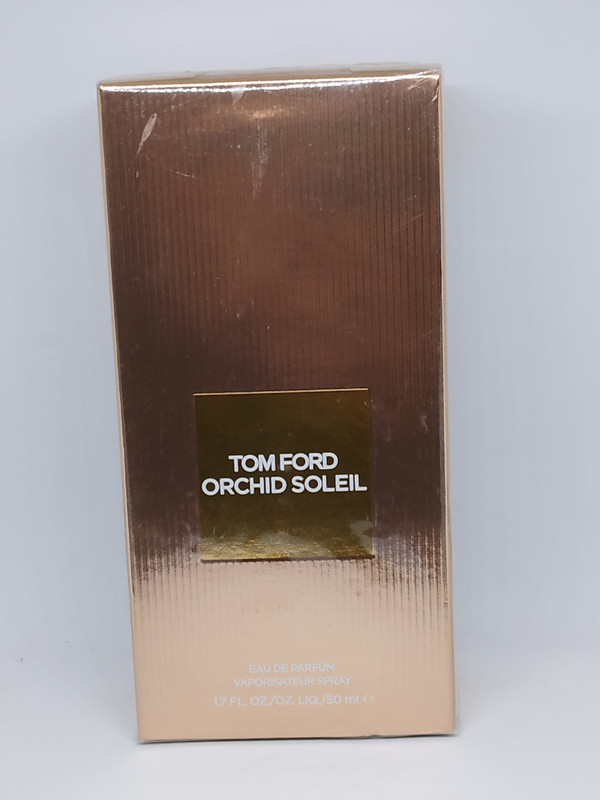 TOM FORD
ORCHID SOLEIL
EAU DE PARFUM
VAPORISATEUR SPRAY
1.7 FL. OZ./OZ. LIQ./50 ml ℮